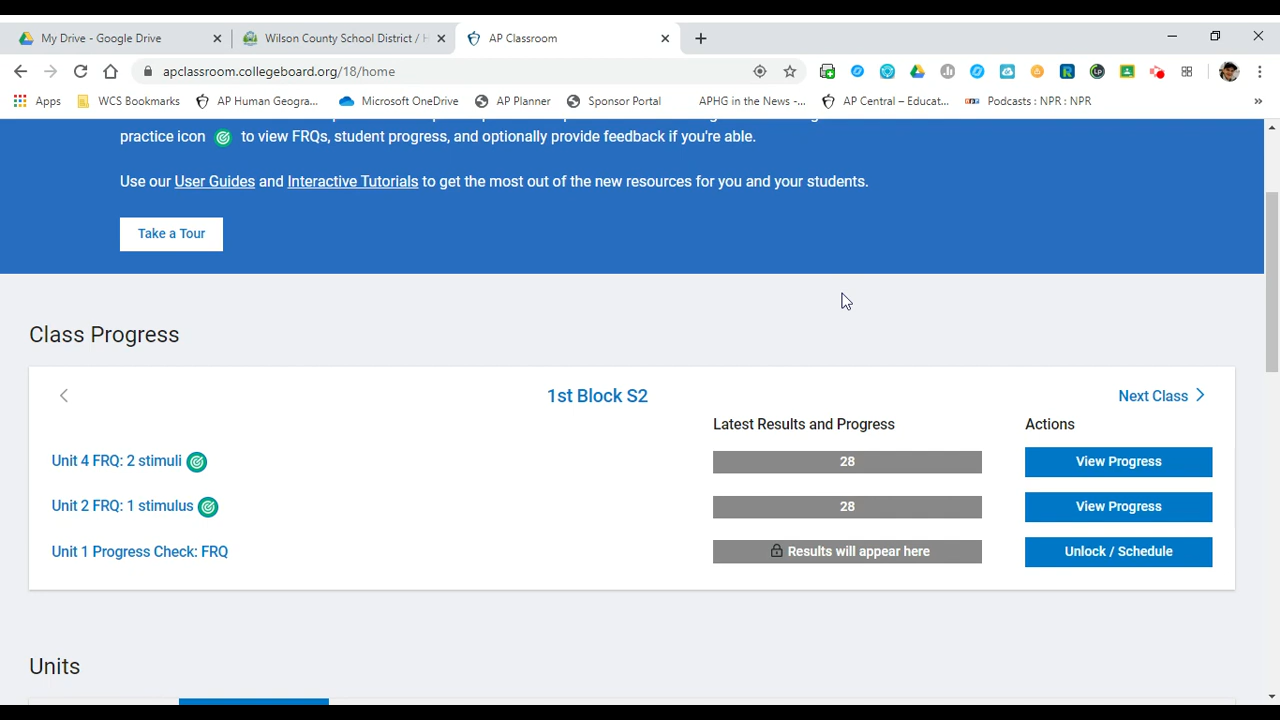 My Drive - Google Drive
Wilson County School District / H
AP Classroom
apclassroom.collegeboard.org/18/home
Apps
WCS Bookmarks
AP Human Geogra...
Microsoft OneDrive
AP Planner
Sponsor Portal
APHG in the News -...
AP Central – Educat...
Podcasts : NPR : NPR
practice icon to view FRQs, student progress, and optionally provide feedback if you're able.
Use our User Guides and Interactive Tutorials to get the most out of the new resources for you and your students.
Take a Tour
Class Progress
1st Block S2
Next Class
Latest Results and Progress
Actions
Unit 4 FRQ: 2 stimuli
28
View Progress
Unit 2 FRQ: 1 stimulus
28
View Progress
Unit 1 Progress Check: FRQ
Results will appear here
Unlock / Schedule
Units